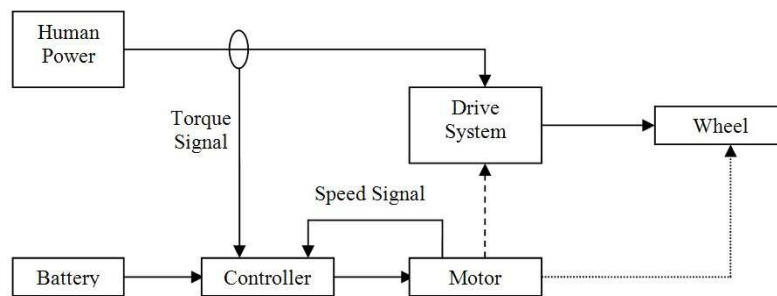 Human
Power
Torque
Signal
Drive
System
Wheel
Speed Signal
Battery
Controller
Motor